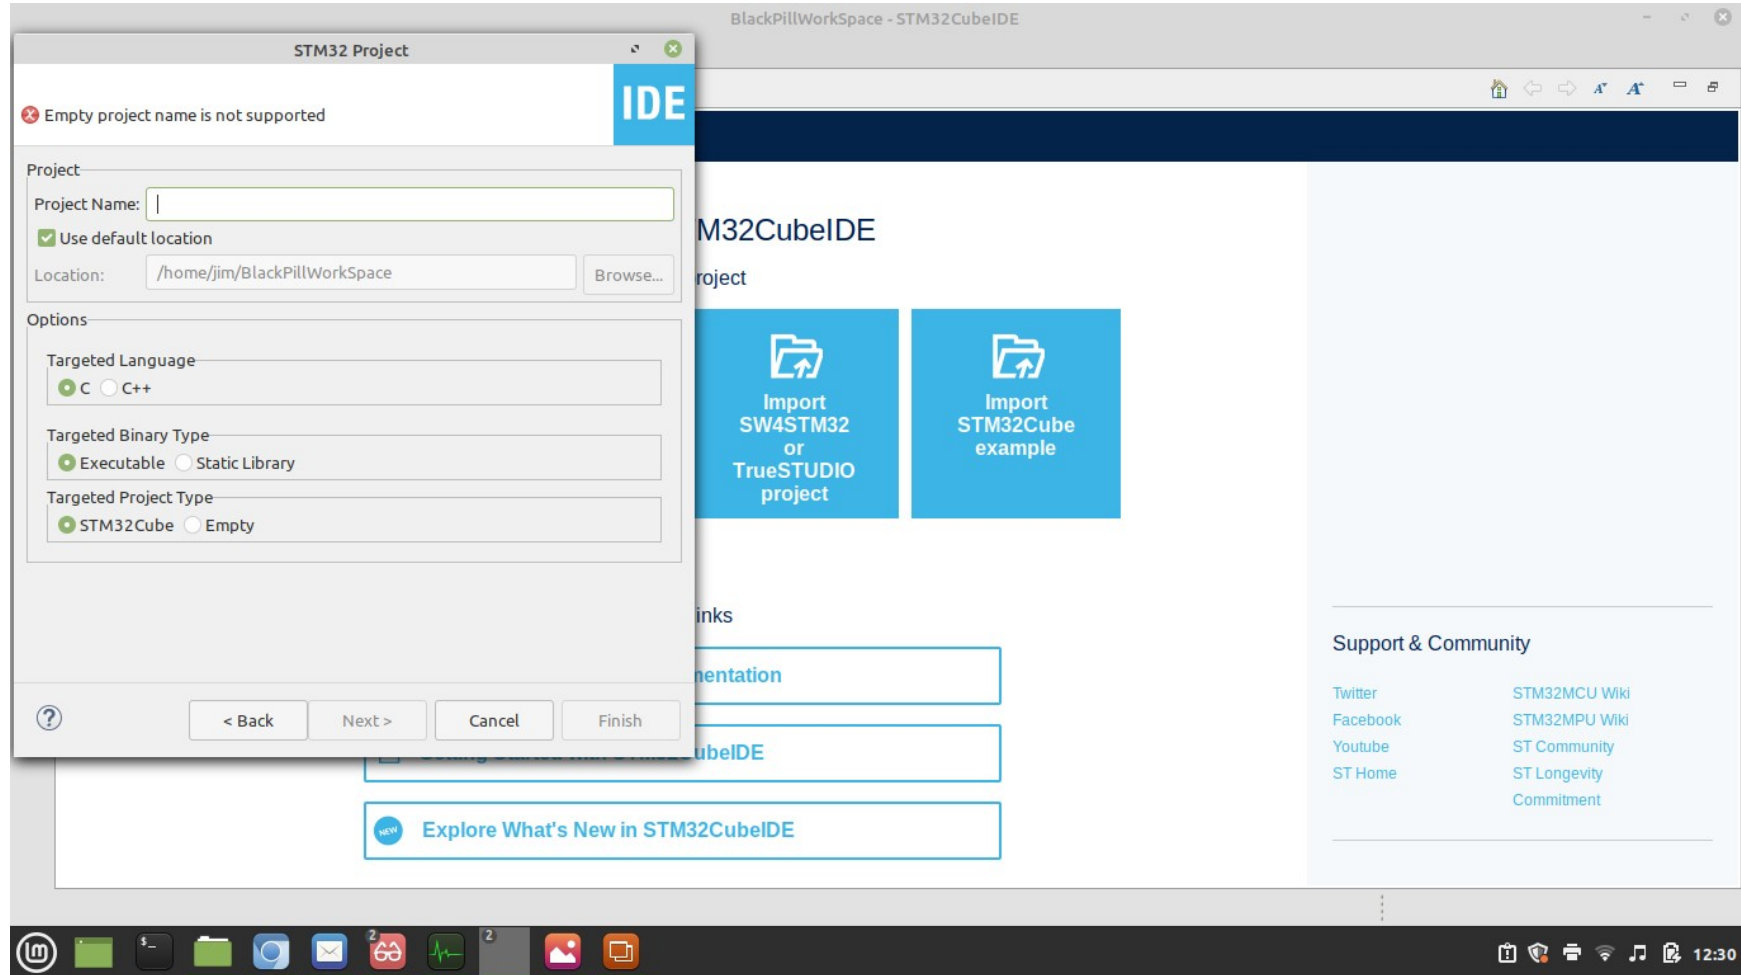 BlackPillWorkSpace - STM32CubeIDE
STM32 Project
Empty project name is not supported
IDE
Project
Project Name:
Use default location
Location:
/home/jim/BlackPillWorkSpace
Browse...
Options
Targeted Language
C
C++
Targeted Binary Type
Executable
Static Library
Targeted Project Type
STM32Cube
Empty
< Back
Next >
Cancel
Finish
M32CubeIDE
roject
Import
SW4STM32
or
TrueSTUDIO
project
Import
STM32Cube
example
inks
nentation
ubeIDE
NEW
Explore What's New in STM32CubeIDE
Support & Community
Twitter
STM32MCU Wiki
Facebook
STM32MPU Wiki
Youtube
ST Community
ST Home
ST Longevity
Commitment
2
2
12:30